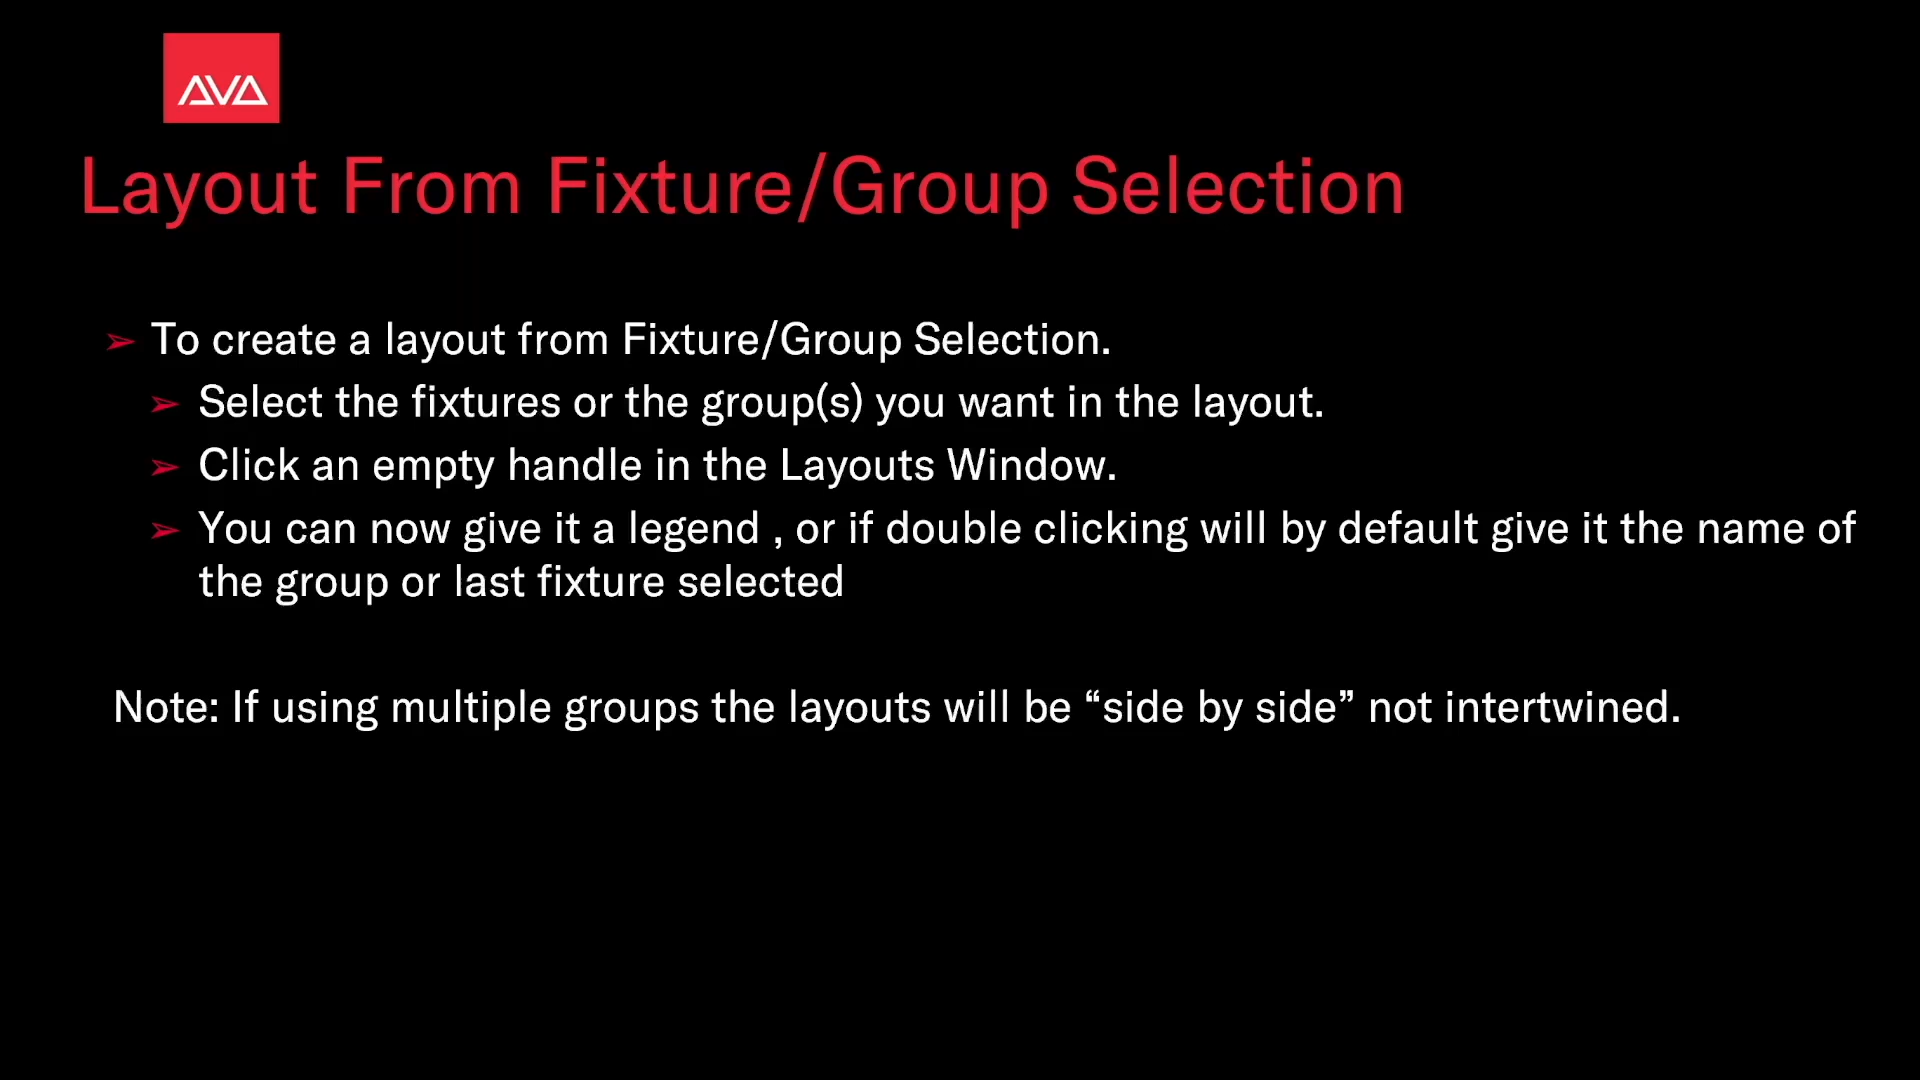 AVA
Layout From Fixture/Group Selection
➢ To create a layout from Fixture/Group Selection.
➢ Select the fixtures or the group(s) you want in the layout.
➢ Click an empty handle in the Layouts Window.
➢ You can now give it a legend , or if double clicking will by default give it the name of
the group or last fixture selected
Note: If using multiple groups the layouts will be “side by side” not intertwined.